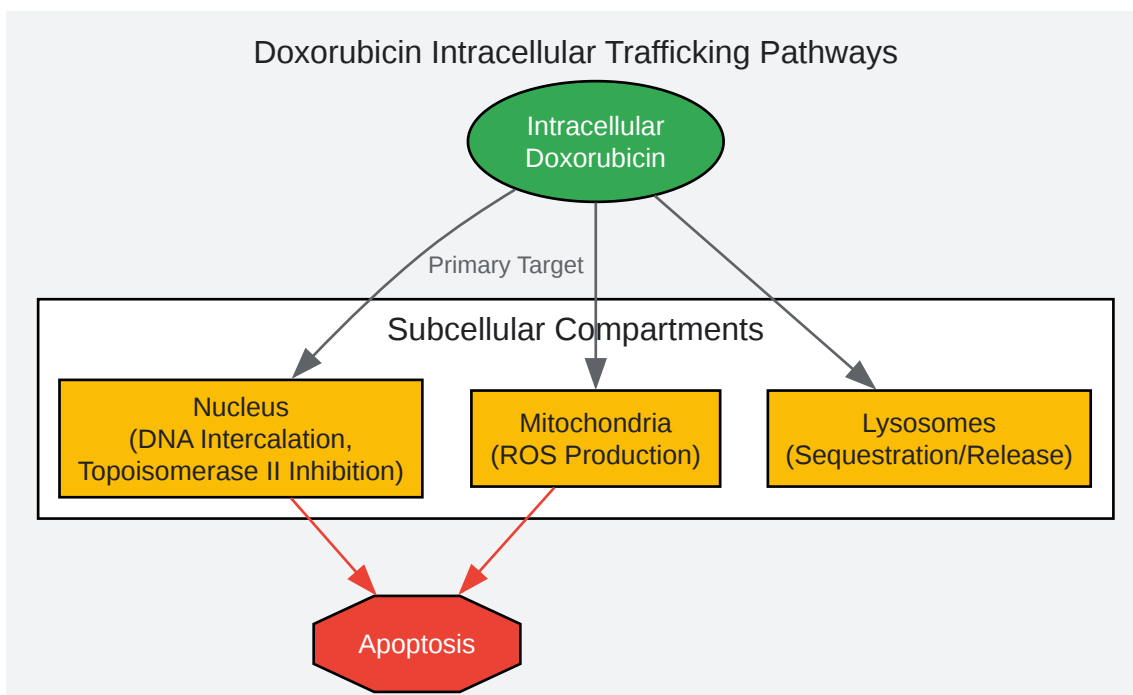 Doxorubicin Intracellular Trafficking Pathways
Intracellular
Doxorubicin
Primary Target
Subcellular Compartments
Nucleus
(DNA Intercalation,
Topoisomerase II Inhibition)
Mitochondria
(ROS Production)
Lysosomes
(Sequestration/Release)
Apoptosis